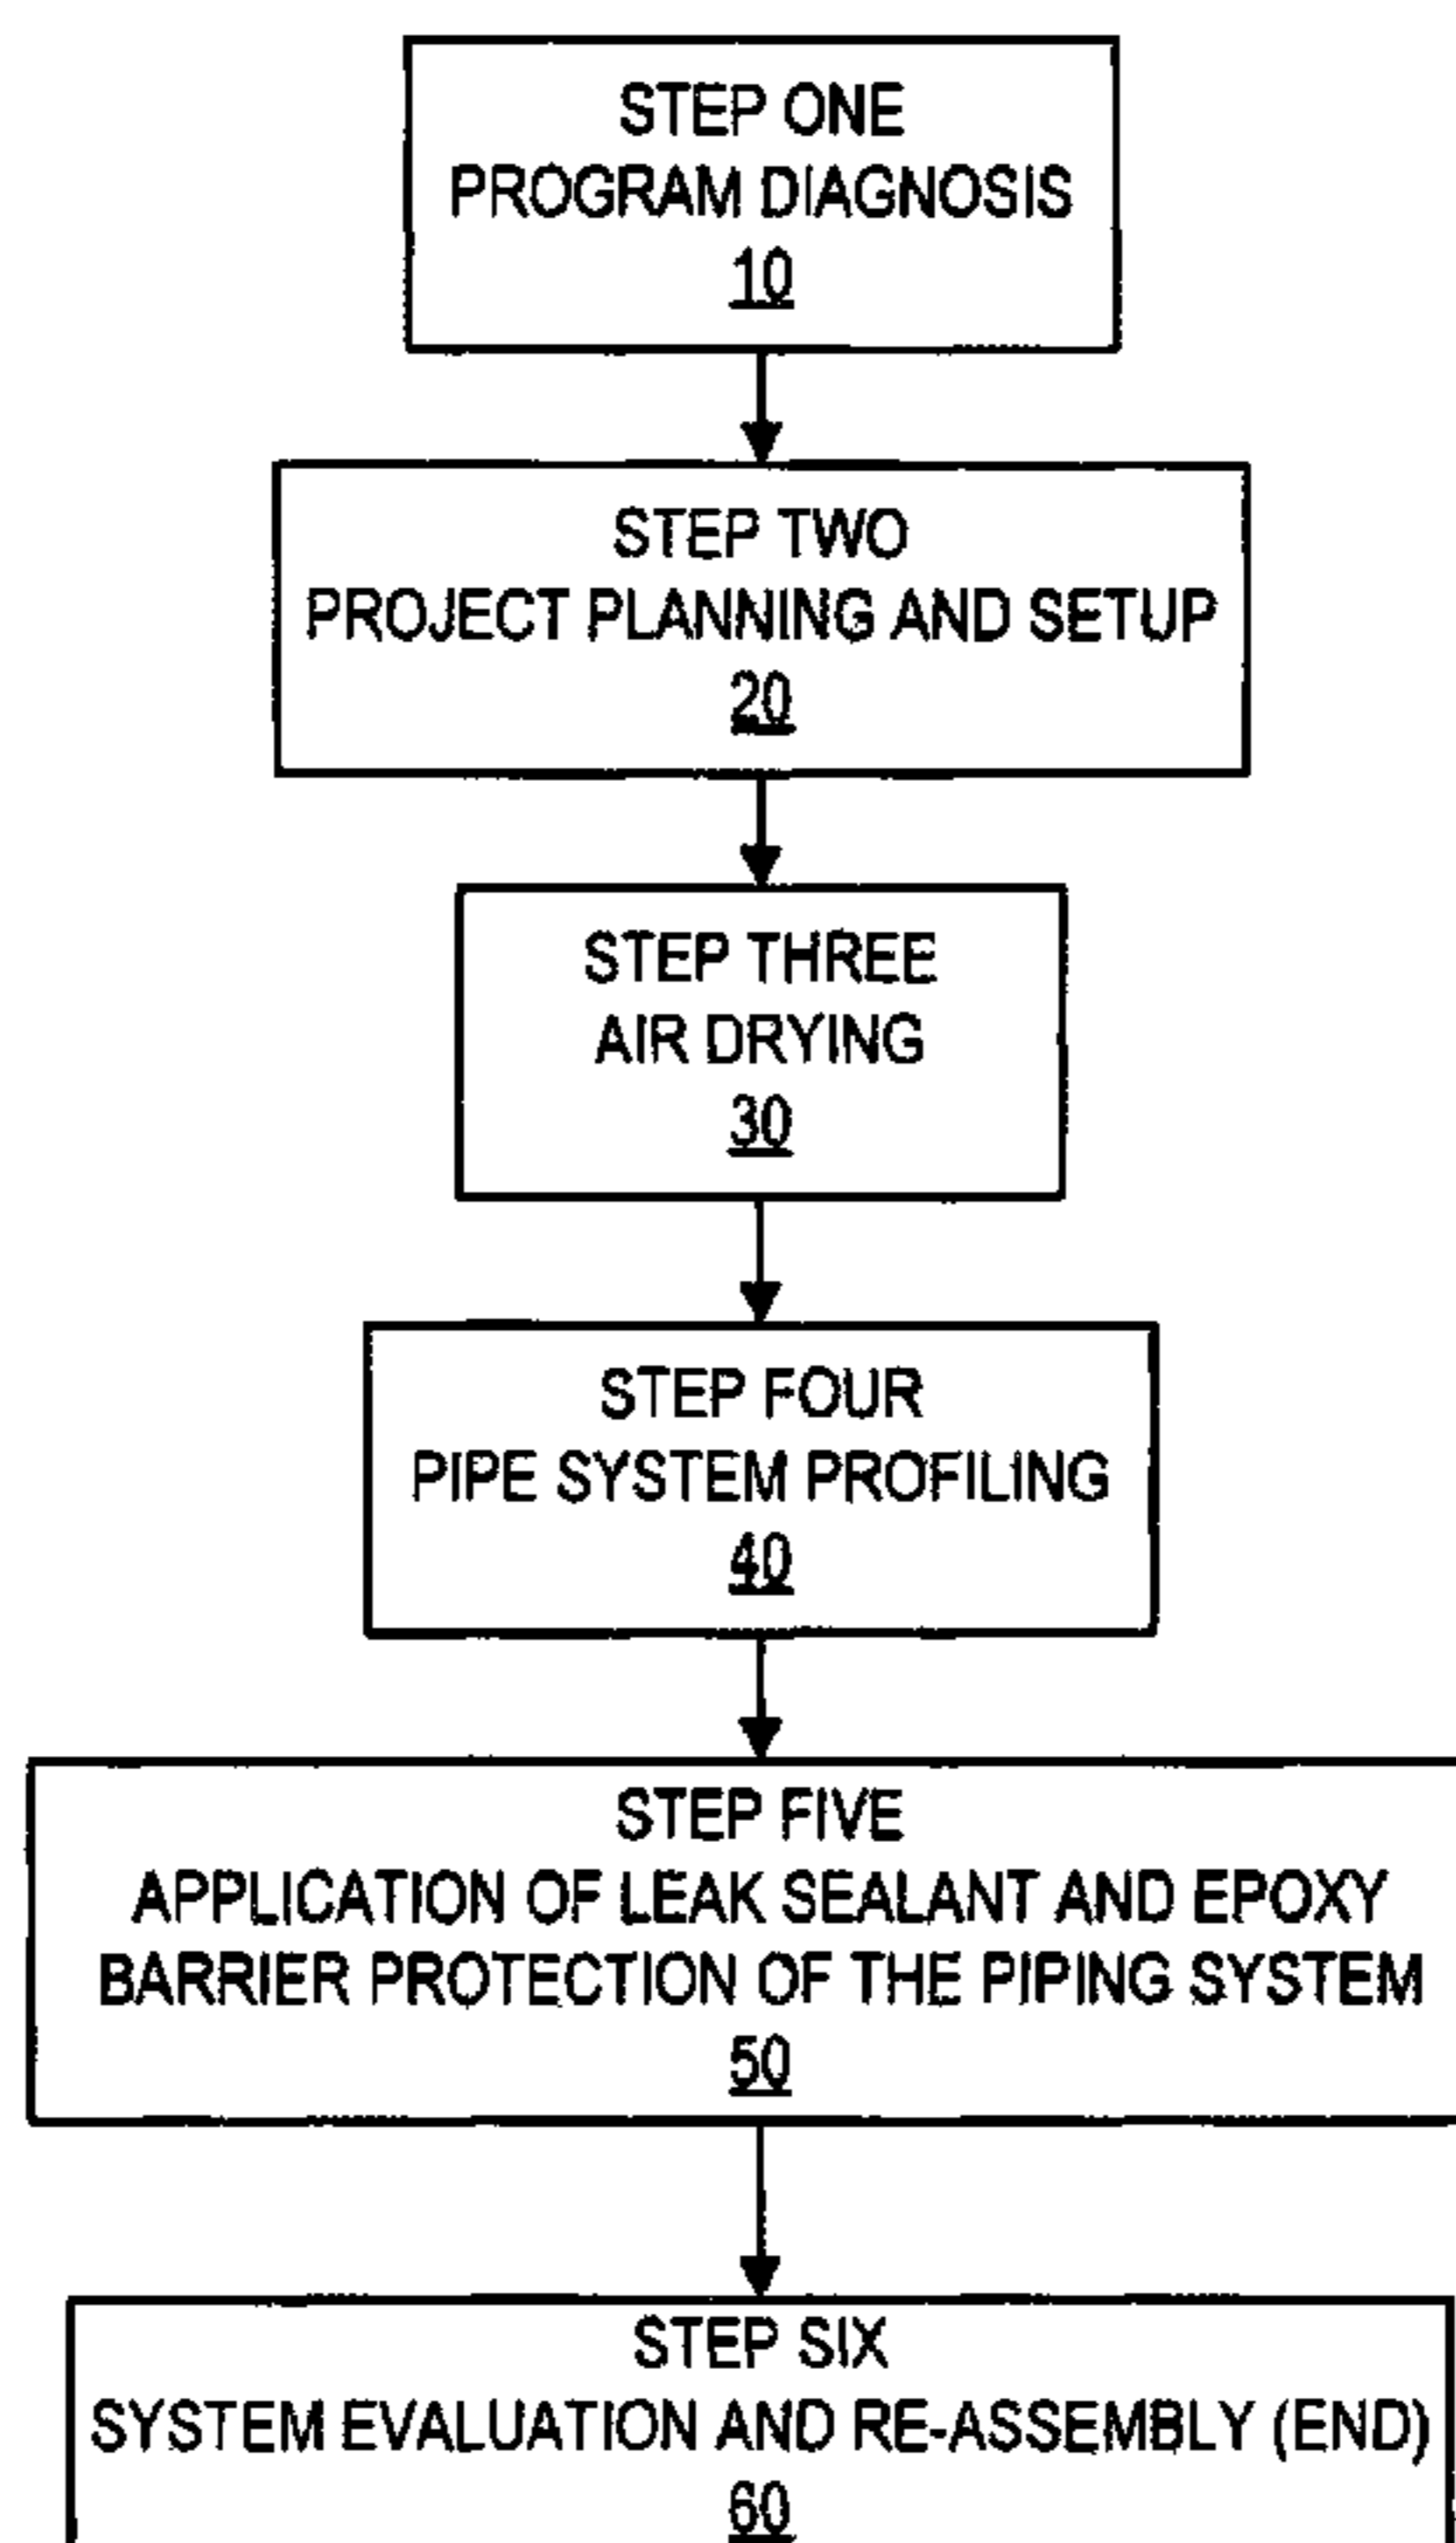 STEP ONE
PROGRAM DIAGNOSIS
10
STEP TWO
PROJECT PLANNING AND SETUP
20
STEP THREE
AIR DRYING
30
STEP FOUR
PIPE SYSTEM PROFILING
40
STEP FIVE
APPLICATION OF LEAK SEALANT AND EPOXY
BARRIER PROTECTION OF THE PIPING SYSTEM
50
STEP SIX
SYSTEM EVALUATION AND RE-ASSEMBLY (END)
60